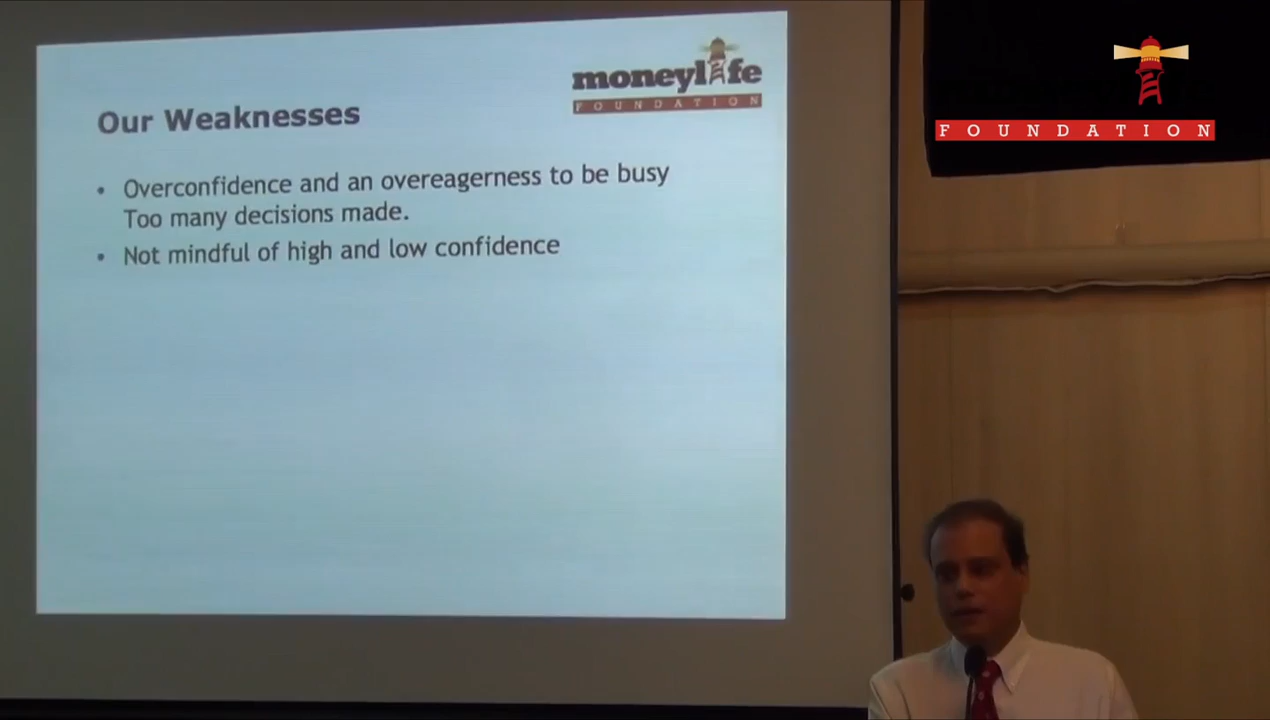 moneylife
FOUNDATION
Our Weaknesses
• Overconfidence and an overeagerness to be busy
Too many decisions made.
• Not mindful of high and low confidence
FOUNDATION